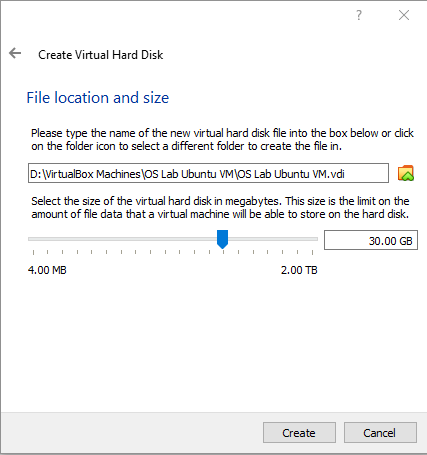 ?
Create Virtual Hard Disk
File location and size
Please type the name of the new virtual hard disk file into the box below or click
on the folder icon to select a different folder to create the file in.
D:\VirtualBox Machines\OS Lab Ubuntu VM\OS Lab Ubuntu VM.vdi
Select the size of the virtual hard disk in megabytes. This size is the limit on the
amount of file data that a virtual machine will be able to store on the hard disk.
30.00 GB
4.00 MB 2.00 TB
Create Cancel